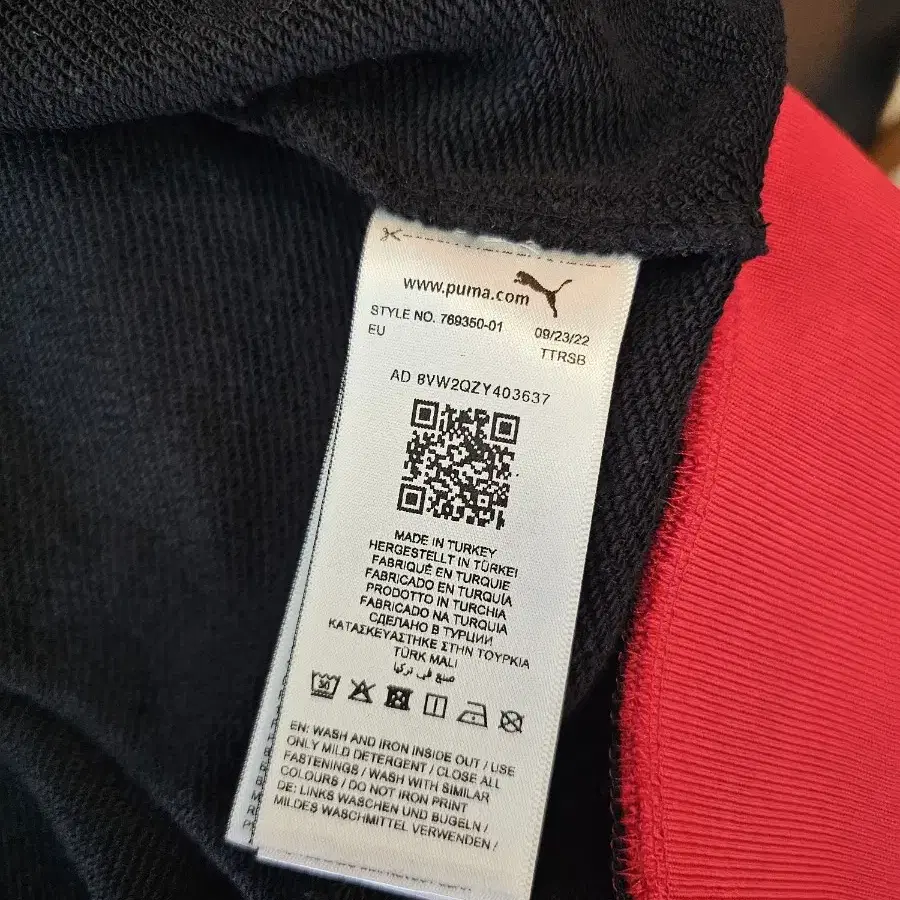 www.puma.com
STYLE NO. 769350-01 09/23/22
EU TTRSB
AD 8VW2QZY403637
MADE IN TURKEY
HERGESTELLT IN TÜRKEI
FABRIQUÉ EN TURQUIE
FABRICADO EN TURQUÍA
PRODOTTO IN TURCHIA
FABRICADO NA TURQUIA
СДЕЛАНО В ТУРЦИИ
ΚΑΤΑΣΚΕΥΑΣΤΗΚΕ ΣΤΗΝ ΤΟΥΡΚΙΑ
TÜRK MALI
صنع في تركيا
30
EN: WASH AND IRON INSIDE OUT / USE
ONLY MILD DETERGENT / CLOSE ALL
FASTENINGS / WASH WITH SIMILAR
COLOURS / DO NOT IRON PRINT
DE: LINKS WASCHEN UND BÜGELN /
MILDES WASCHMITTEL VERWENDEN /